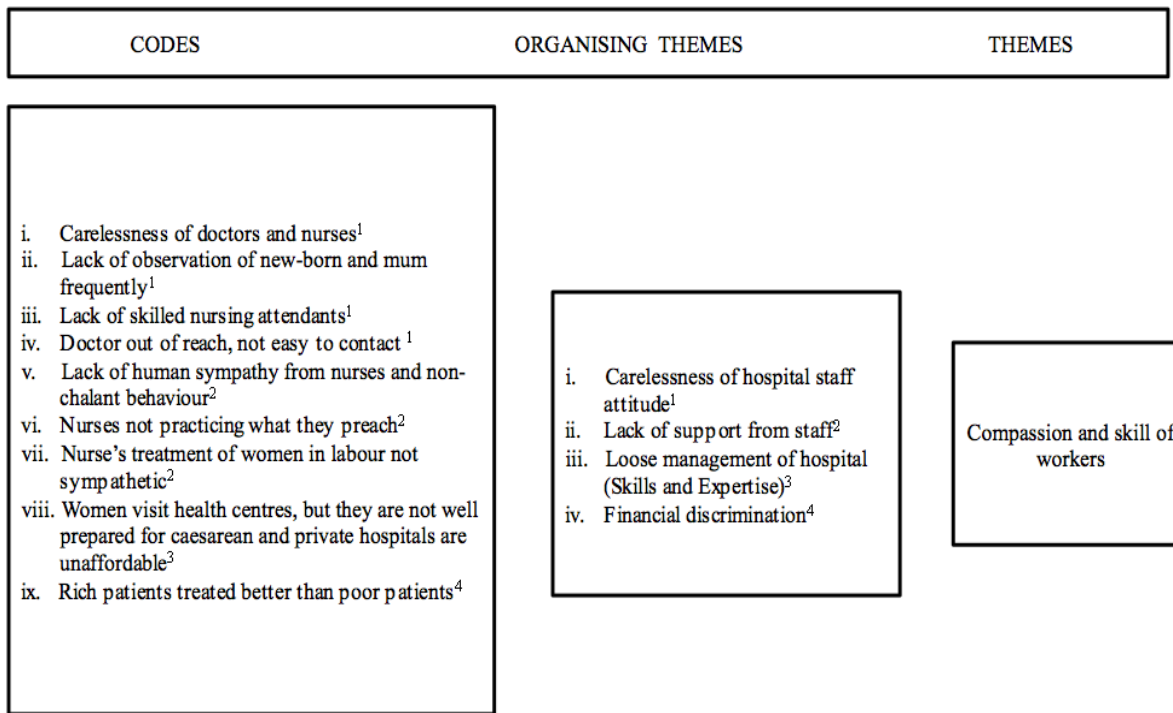 CODES ORGANISING THEMES THEMES
i. Carelessness of doctors and nurses¹
ii. Lack of observation of new-born and mum
frequently¹
iii. Lack of skilled nursing attendants¹
iv. Doctor out of reach, not easy to contact ¹
v. Lack of human sympathy from nurses and non-
chalant behaviour²
vi. Nurses not practicing what they preach²
vii. Nurse’s treatment of women in labour not
sympathetic²
viii. Women visit health centres, but they are not well
prepared for caesarean and private hospitals are
unaffordable³
ix. Rich patients treated better than poor patients⁴
i. Carelessness of hospital staff
attitude¹
ii. Lack of support from staff²
iii. Loose management of hospital
(Skills and Expertise)³
iv. Financial discrimination⁴
Compassion and skill of
workers